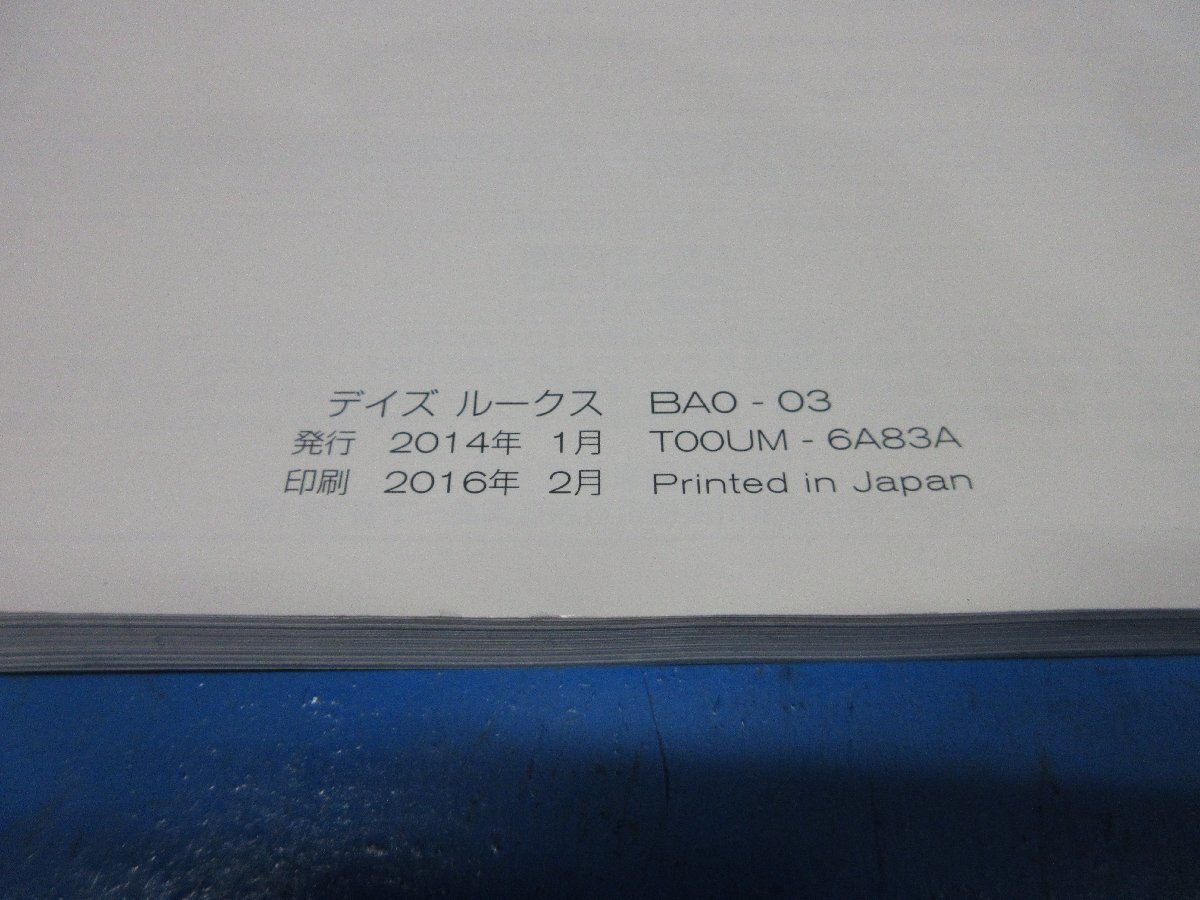 デイズ ルークス BA0 - 03
発行 2014年 1月 T00UM - 6A83A
印刷 2016年 2月 Printed in Japan